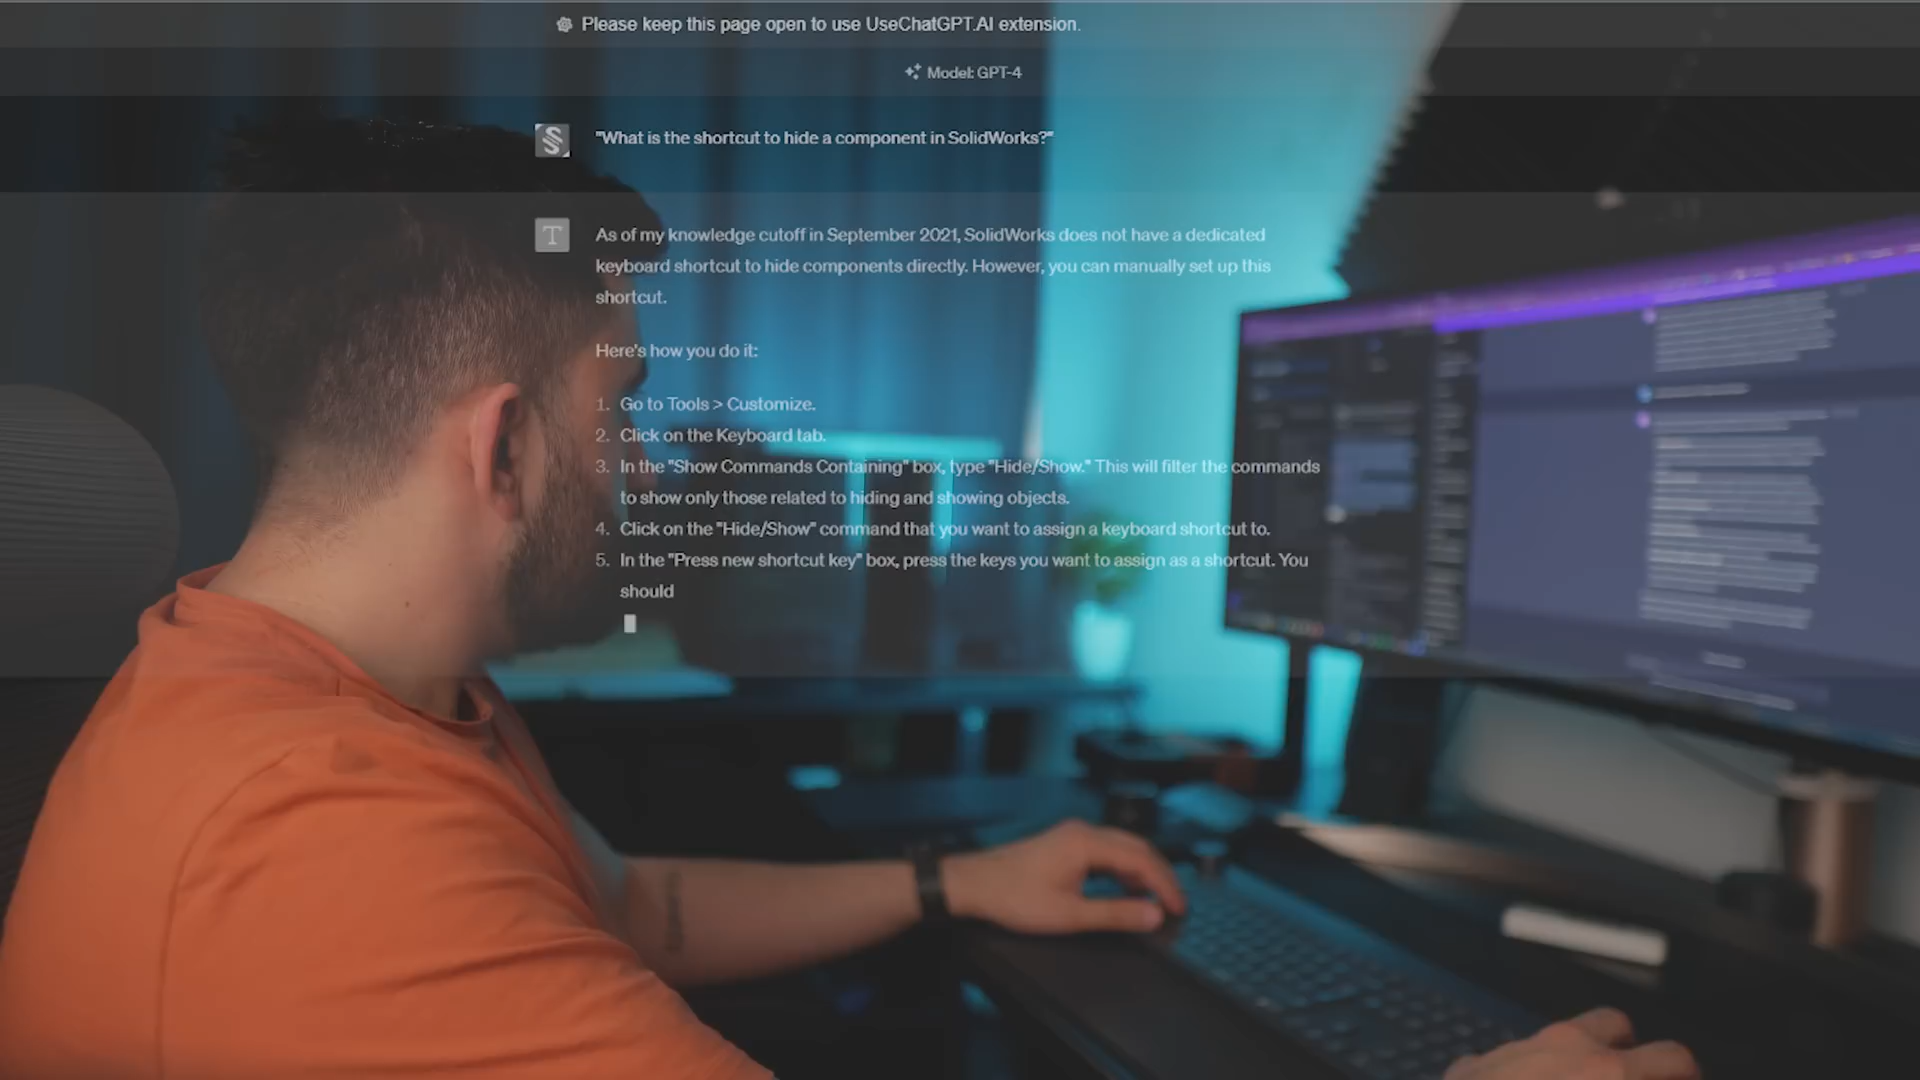 Please keep this page open to use UseChatGPT.AI extension.
Model: GPT-4
"What is the shortcut to hide a component in SolidWorks?"
T
As of my knowledge cutoff in September 2021, SolidWorks does not have a dedicated
keyboard shortcut to hide components directly. However, you can manually set up this
shortcut.
Here's how you do it:
1. Go to Tools > Customize.
2. Click on the Keyboard tab.
3. In the "Show Commands Containing" box, type "Hide/Show." This will filter the commands
to show only those related to hiding and showing objects.
4. Click on the "Hide/Show" command that you want to assign a keyboard shortcut to.
5. In the "Press new shortcut key" box, press the keys you want to assign as a shortcut. You
should